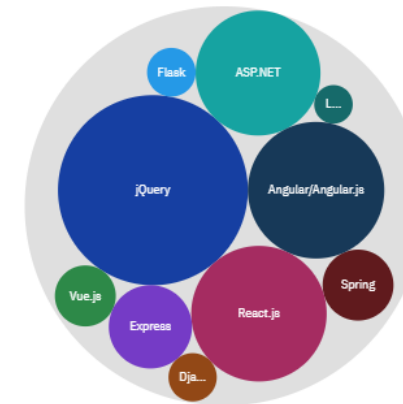 Flask
ASP.NET
L...
jQuery
Angular/Angular.js
Spring
Vue.js
React.js
Express
Dja...